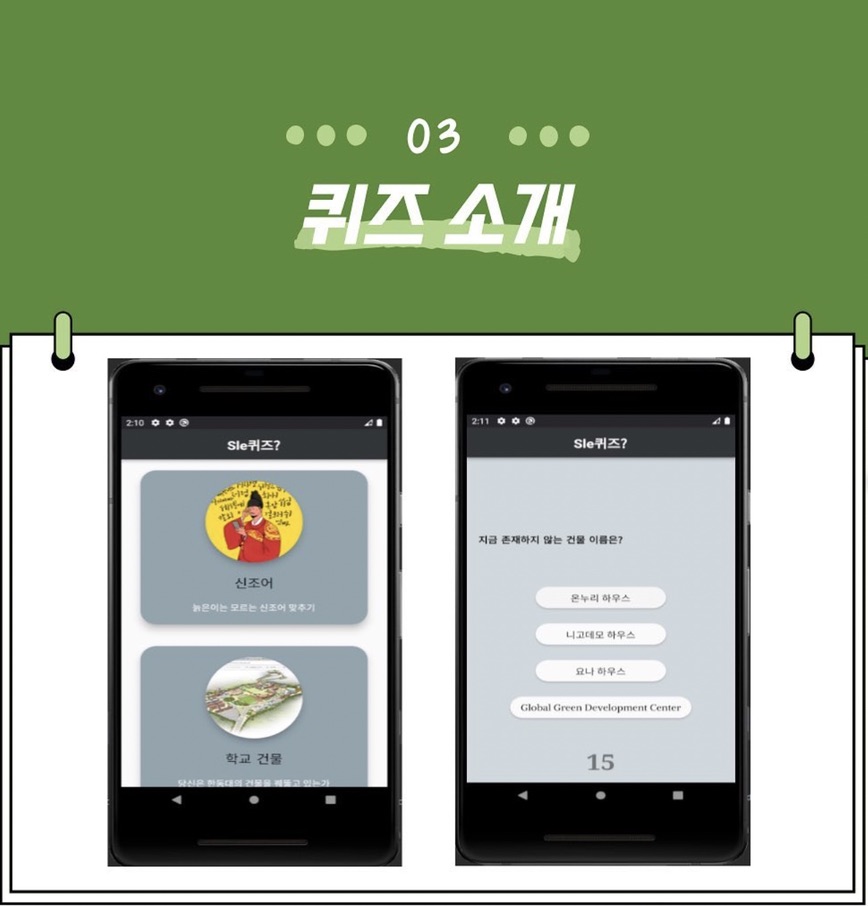 03
퀴즈 소개
2:10
Sle퀴즈?
신조어
늙은이는 모르는 신조어 맞추기
학교 건물
당신은 한동대의 건물을 꿰뚫고 있는가
2:11
Sle퀴즈?
지금 존재하지 않는 건물 이름은?
온누리 하우스
니고데모 하우스
요나 하우스
Global Green Development Center
15